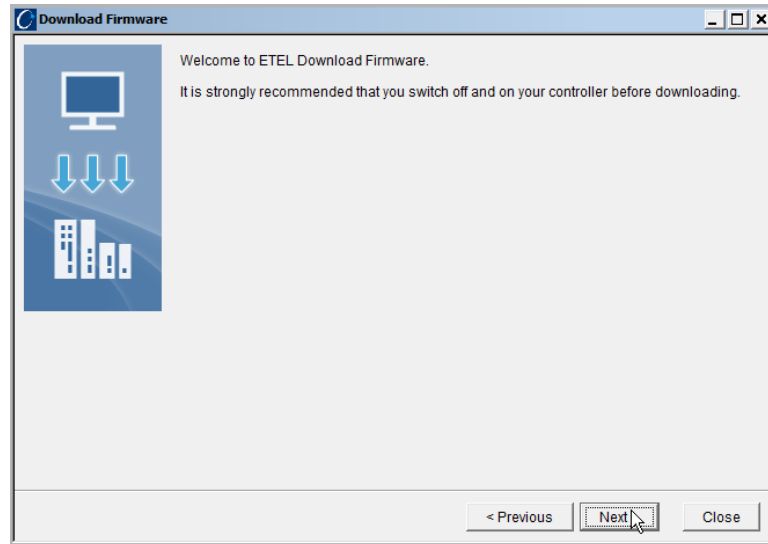 Download Firmware
Welcome to ETEL Download Firmware.
It is strongly recommended that you switch off and on your controller before downloading.
< Previous
Next
Close